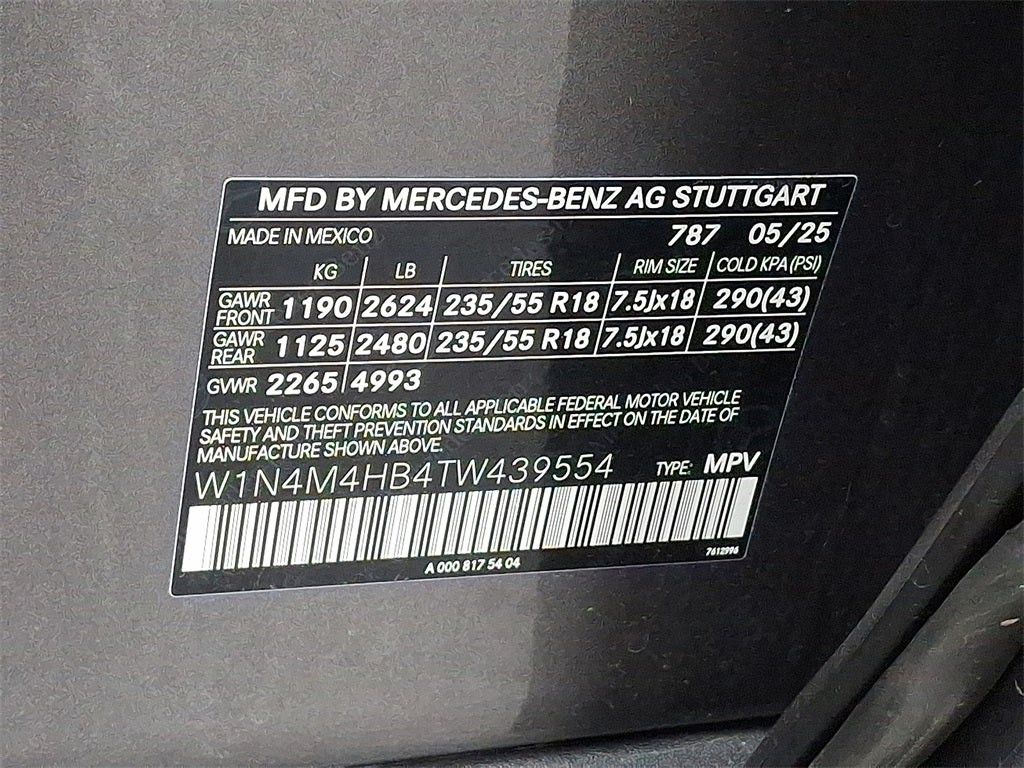 MFD BY MERCEDES-BENZ AG STUTTGART
MADE IN MEXICO 787 05/25
KG LB TIRES RIM SIZE COLD KPA (PSI)
GAWR FRONT 1190 2624 235/55 R18 7.5Jx18 290(43)
GAWR REAR 1125 2480 235/55 R18 7.5Jx18 290(43)
GVWR 2265 4993
THIS VEHICLE CONFORMS TO ALL APPLICABLE FEDERAL MOTOR VEHICLE
SAFETY AND THEFT PREVENTION STANDARDS IN EFFECT ON THE DATE OF
MANUFACTURE SHOWN ABOVE.
W1N4M4HB4TW439554 TYPE: MPV
7612996
A 000 817 54 04